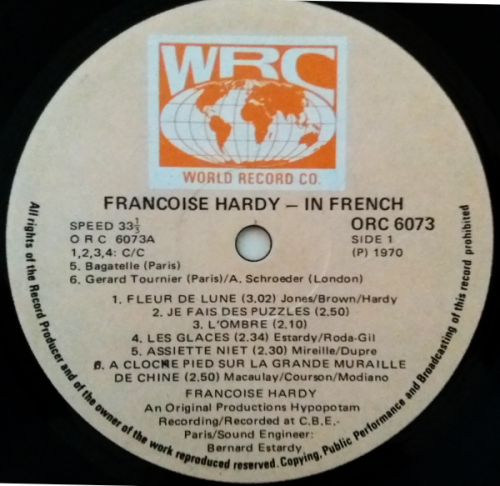 WRC
WORLD RECORD CO.
FRANCOISE HARDY – IN FRENCH
SPEED 33⅓
ORC 6073
O R C 6073A
SIDE 1
1,2,3,4: C/C
(P) 1970
5. Bagatelle (Paris)
6. Gerard Tournier (Paris)/A. Schroeder (London)
1. FLEUR DE LUNE (3.02) Jones/Brown/Hardy
2. JE FAIS DES PUZZLES (2.50)
3. L'OMBRE (2.10)
4. LES GLACES (2.34) Estardy/Roda-Gil
5. ASSIETTE NIET (2.30) Mireille/Dupre
6. A CLOCHE PIED SUR LA GRANDE MURAILLE
DE CHINE (2.50) Macaulay/Courson/Modiano
FRANCOISE HARDY
An Original Productions Hypopotam
Recording/Recorded at C.B.E.-
Paris/Sound Engineer:
Bernard Estardy
All rights of the Record Producer and of the owner of the work reproduced reserved. Copying, Public Performance and Broadcasting of this record prohibited